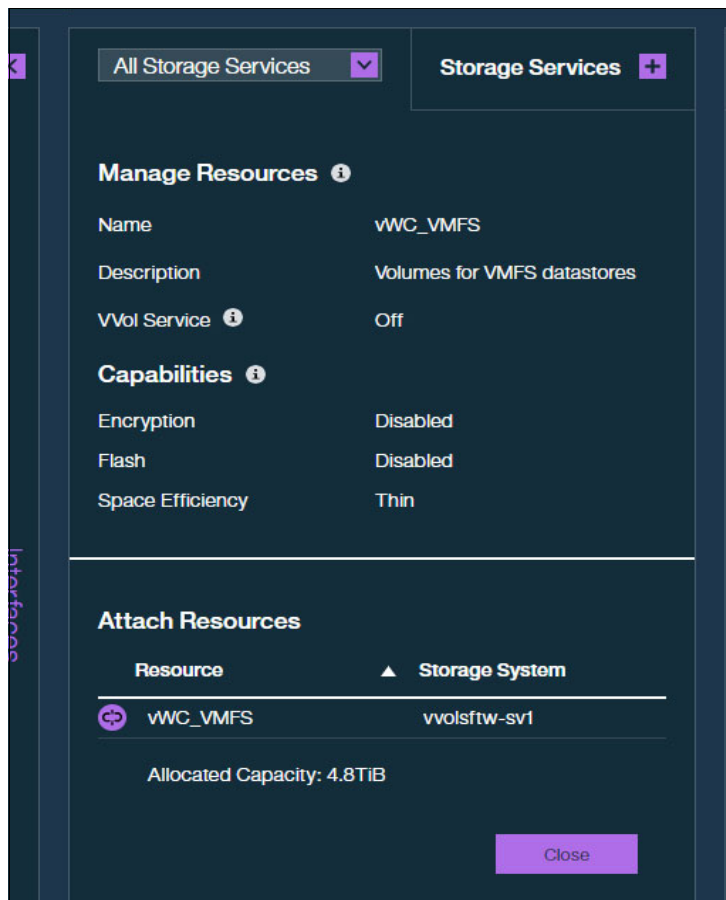 All Storage Services
Storage Services +
Manage Resources
Name vWC_VMFS
Description Volumes for VMFS datastores
VVol Service Off
Capabilities
Encryption Disabled
Flash Disabled
Space Efficiency Thin
Interfaces
Attach Resources
Resource Storage System
vWC_VMFS vvolsftw-sv1
Allocated Capacity: 4.8TiB
Close